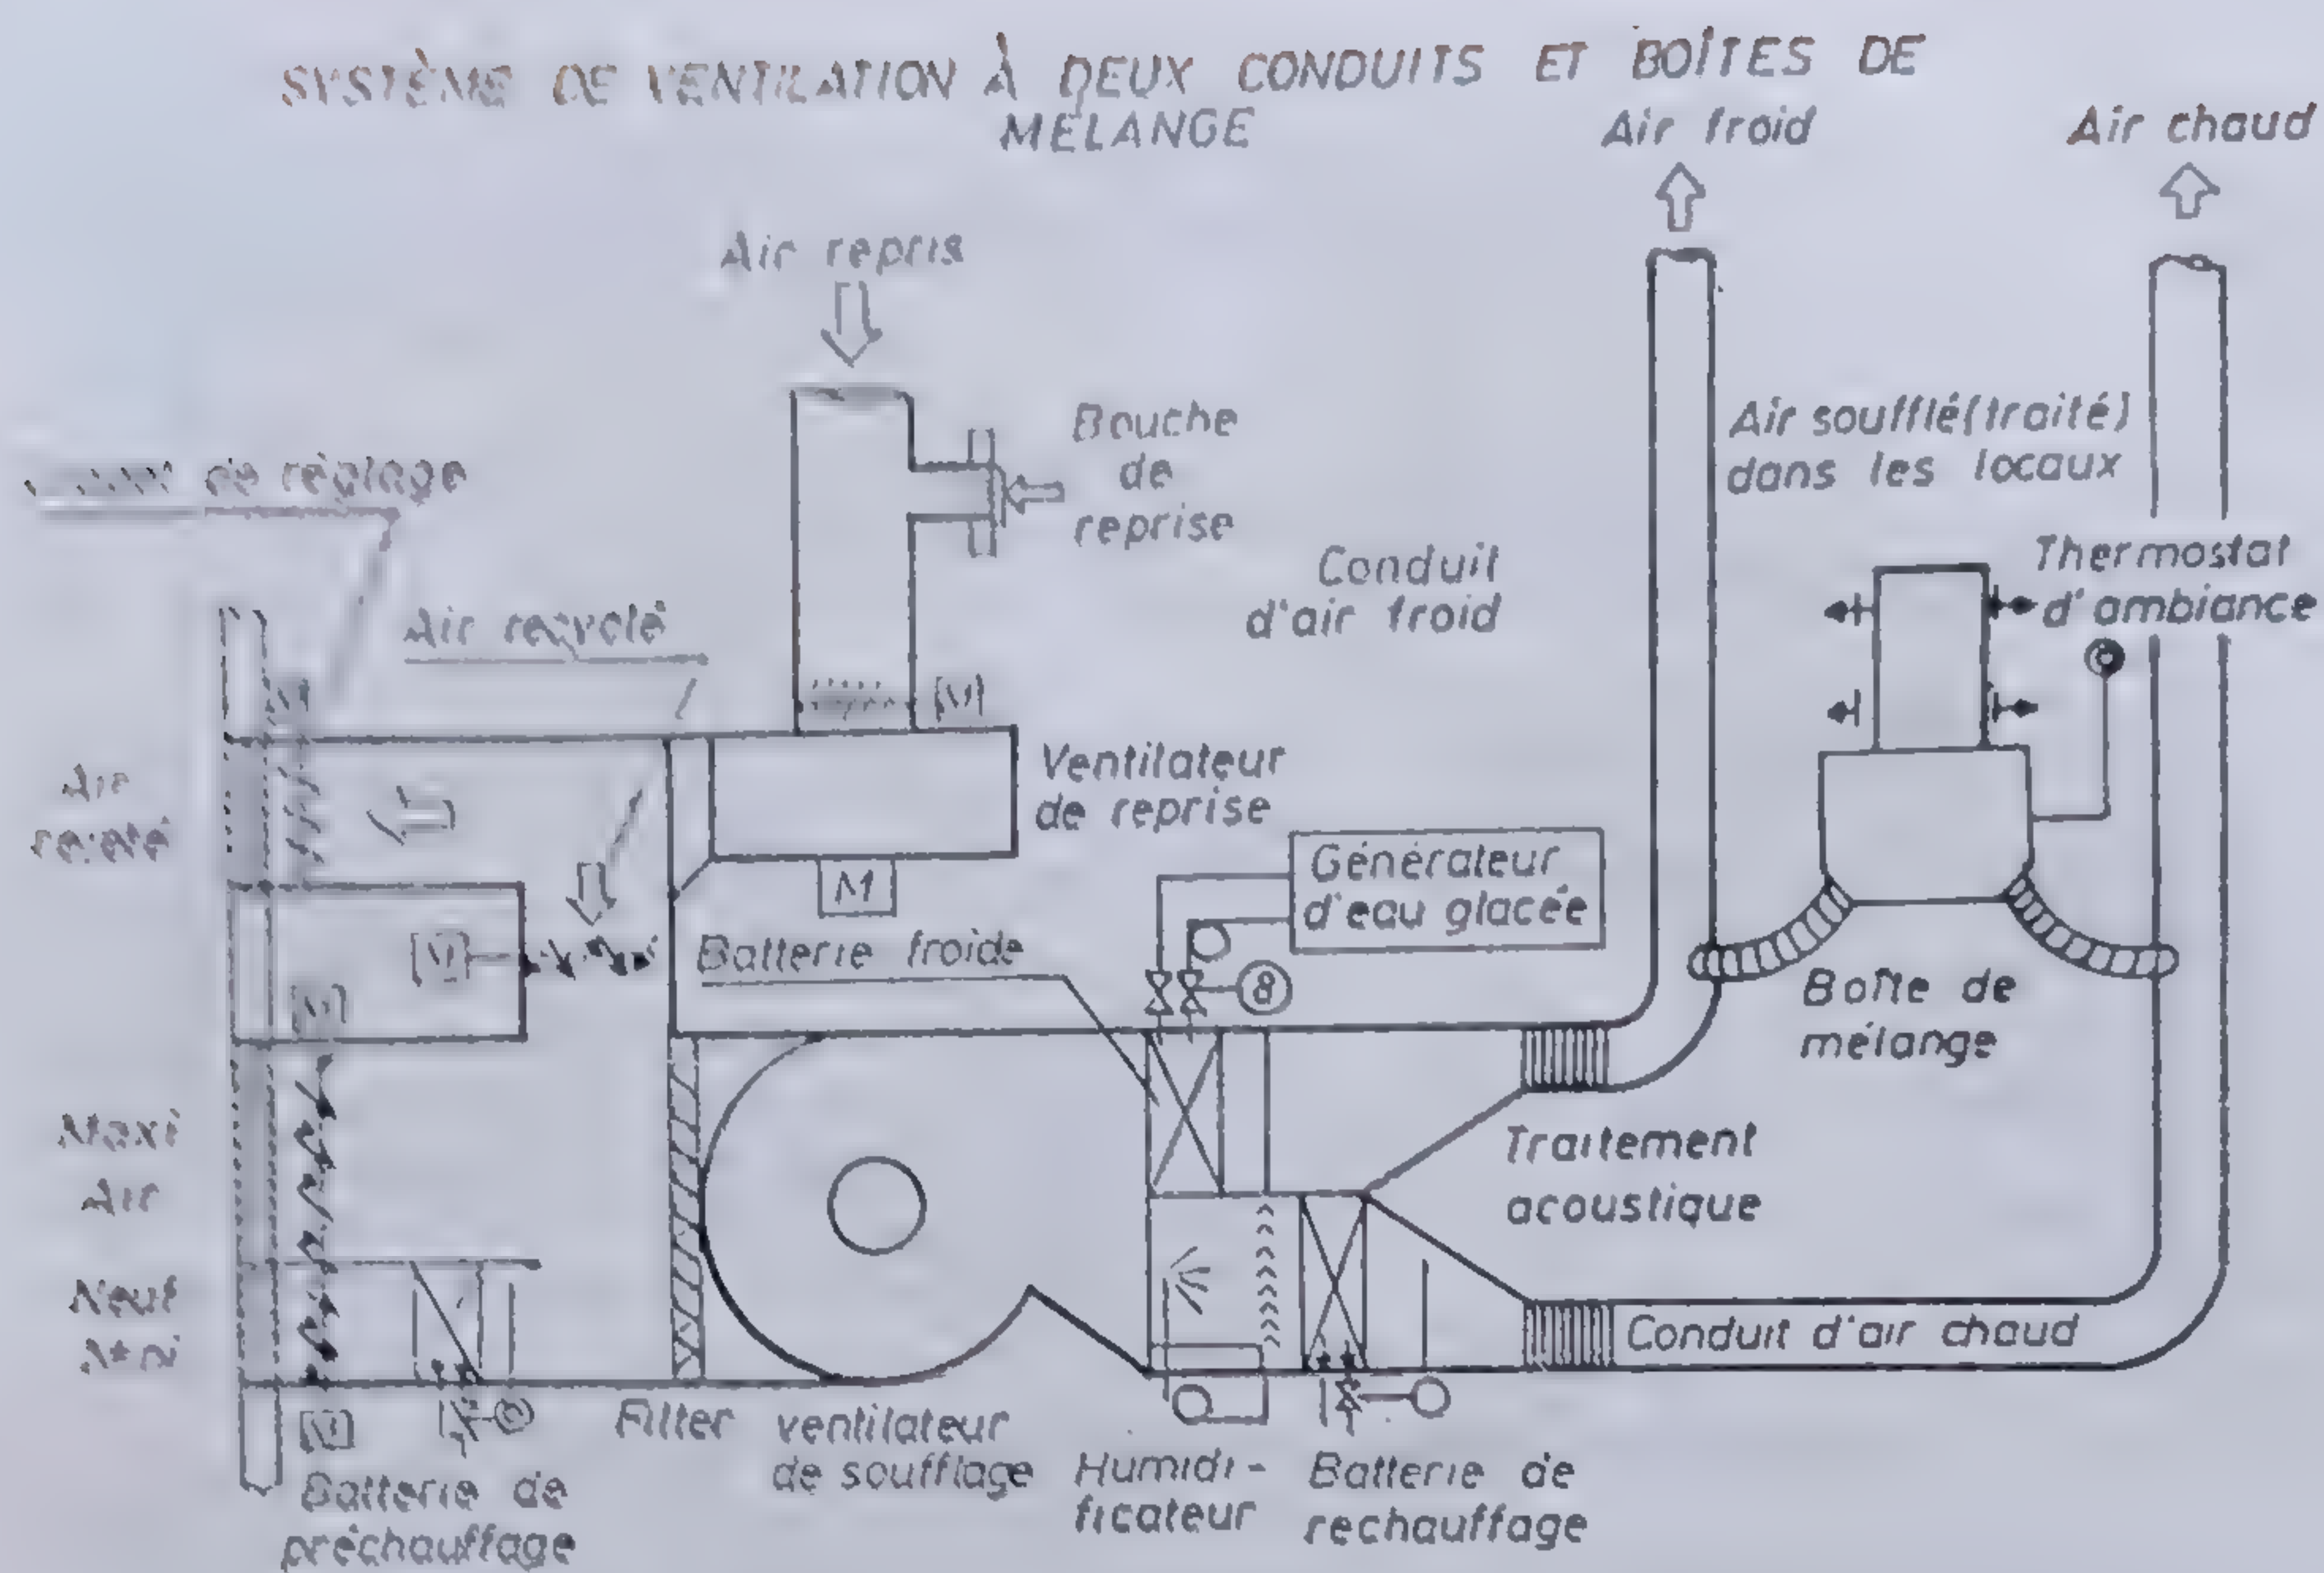 SYSTÈME DE VENTILATION À DEUX CONDUITS ET BOÎTES DE
MELANGE
Air froid
Air chaud
Air repris
Bouche
de
reprise
Air soufflé(traité)
dans les locaux
de réglage
Conduit
d'air froid
Thermostat
d'ambiance
Air recyclé
M
M
Air
rejeté
Ventilateur
de reprise
M
Générateur
d'eau glacée
Batterie froide
M
M
8
Boîte de
mélange
Maxi
Air
Neuf
Mini
Traitement
acoustique
Conduit d'air chaud
M
Filter
ventilateur
de soufflage
Humidi-
ficateur
Batterie de
rechauffage
Batterie de
préchauffage